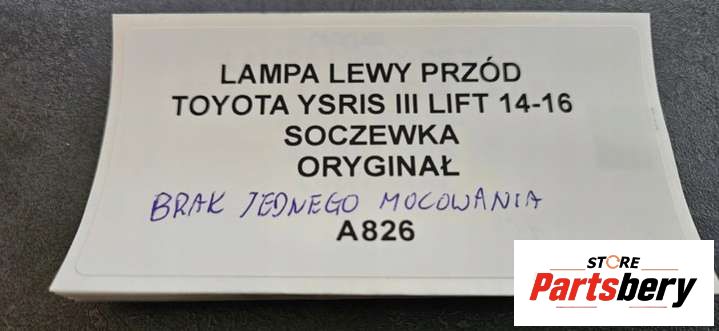 LAMPA LEWY PRZÓD
TOYOTA YSRIS III LIFT 14-16
SOCZEWKA
ORYGINAŁ
BRAK JEDNEGO MOCOWANIA
A826
STORE
Partsbery